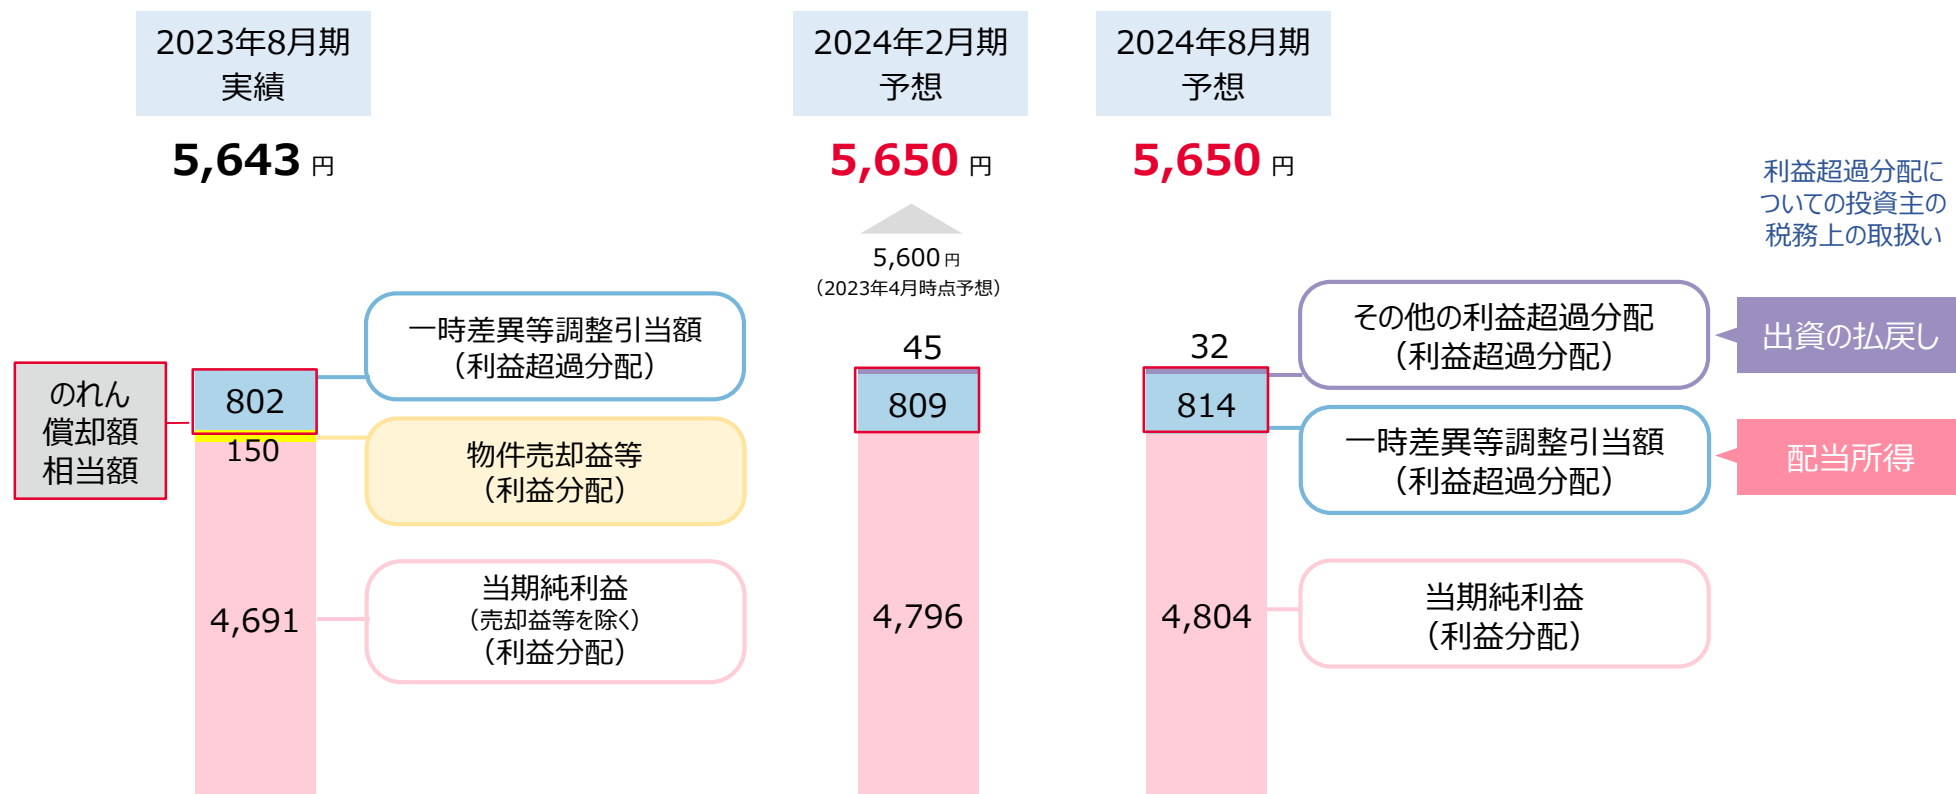 2023年8月期
実績
5,643 円
2024年2月期
予想
5,650 円
5,600 円
（2023年4月時点予想）
2024年8月期
予想
5,650 円
利益超過分配に
ついての投資主の
税務上の取扱い
のれん
償却額
相当額
802
150
4,691
一時差異等調整引当額
（利益超過分配）
物件売却益等
（利益分配）
当期純利益
（売却益等を除く）
（利益分配）
45
809
4,796
32
814
4,804
その他の利益超過分配
（利益超過分配）
一時差異等調整引当額
（利益超過分配）
当期純利益
（利益分配）
出資の払戻し
配当所得